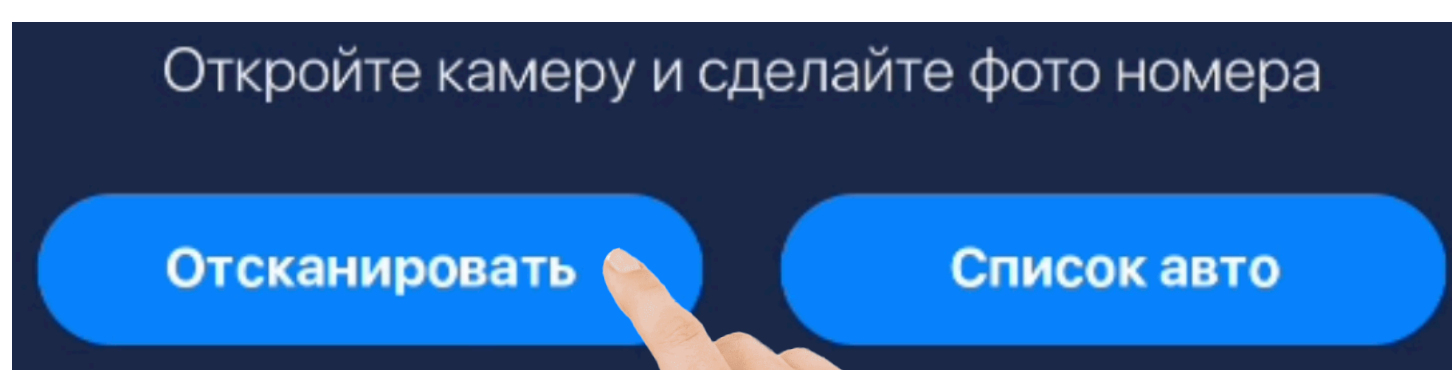 Откройте камеру и сделайте фото номера
Отсканировать
Список авто